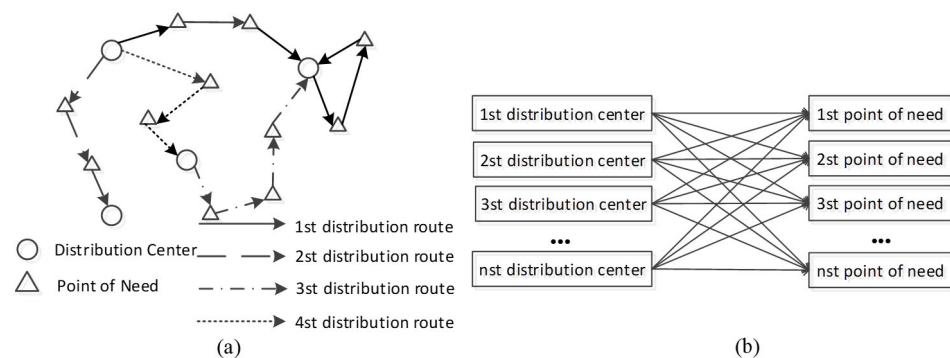 Distribution Center
Point of Need
1st distribution route
2st distribution route
3st distribution route
4st distribution route
(a)
1st distribution center
2st distribution center
3st distribution center
...
nst distribution center
1st point of need
2st point of need
3st point of need
...
nst point of need
(b)